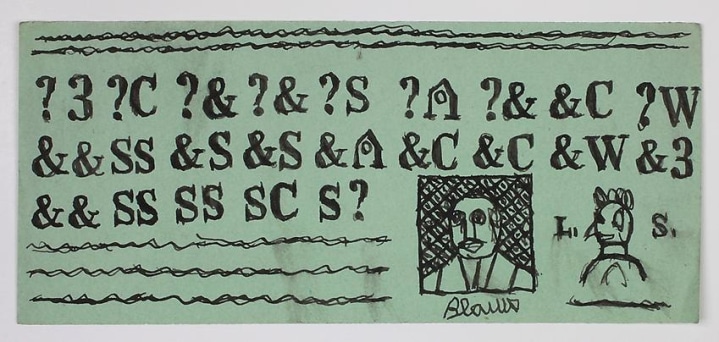 ?3 ?C ?& ?& ?S ?A ?& &C ?W
&& SS &S &S &A &C &C &W &3
&& SS SS SC S?
L. S.